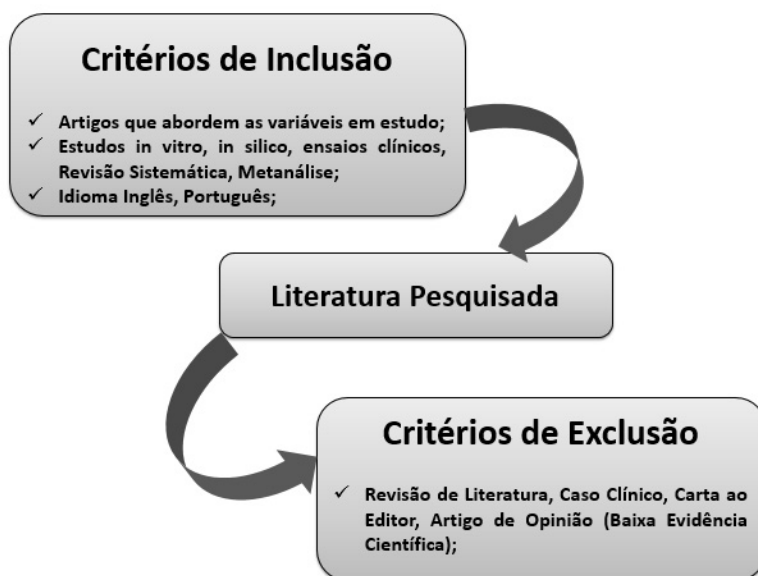 Critérios de Inclusão
✓ Artigos que abordem as variáveis em estudo;
✓ Estudos in vitro, in silico, ensaios clínicos,
Revisão Sistemática, Metanálise;
✓ Idioma Inglês, Português;
Literatura Pesquisada
Critérios de Exclusão
✓ Revisão de Literatura, Caso Clínico, Carta ao
Editor, Artigo de Opinião (Baixa Evidência
Científica);